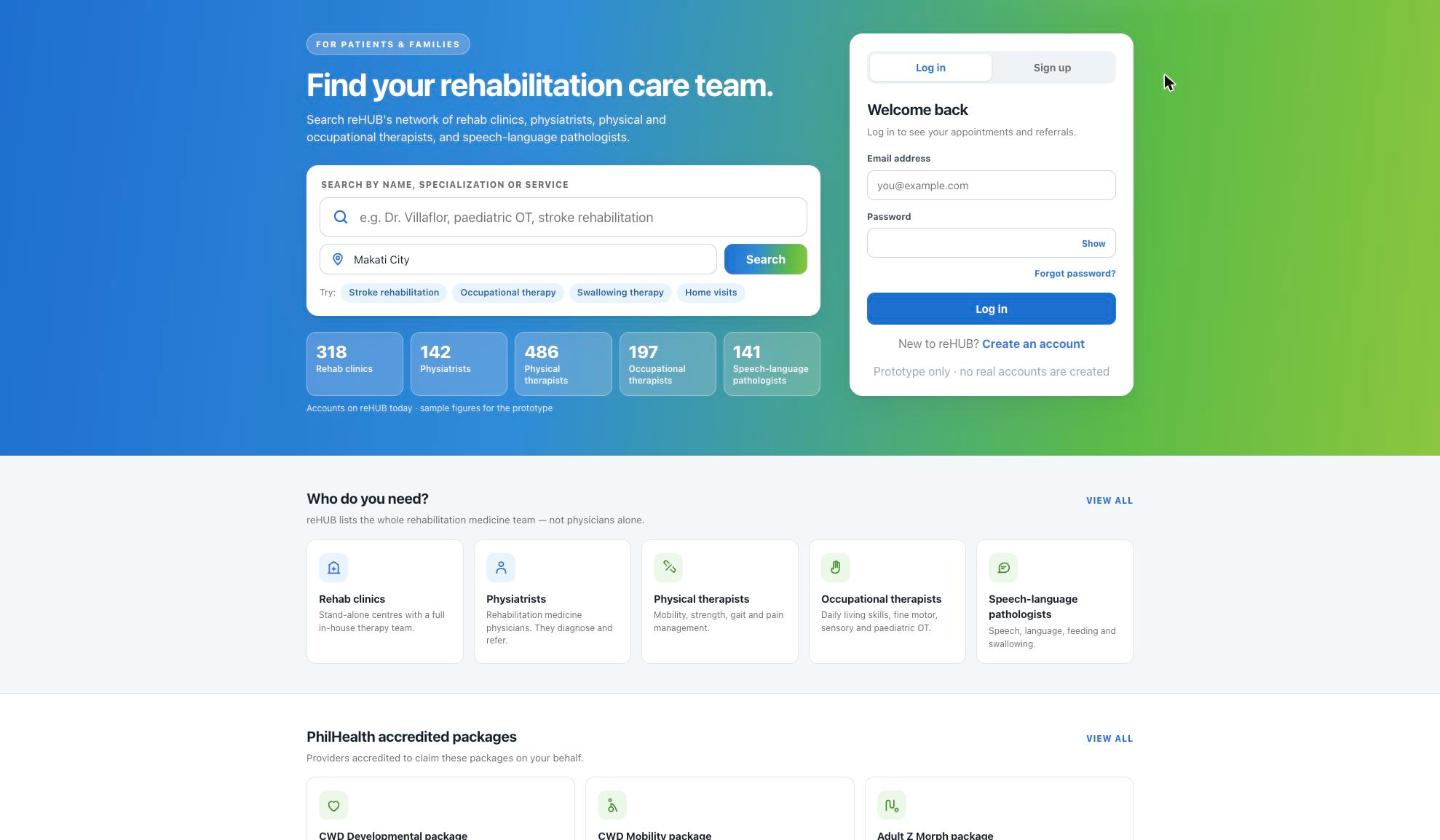 FOR PATIENTS & FAMILIES
Find your rehabilitation care team.
Search reHUB's network of rehab clinics, physiatrists, physical and
occupational therapists, and speech-language pathologists.
SEARCH BY NAME, SPECIALIZATION OR SERVICE
e.g. Dr. Villaflor, paediatric OT, stroke rehabilitation
Makati City
Search
Try:
Stroke rehabilitation
Occupational therapy
Swallowing therapy
Home visits
318
Rehab clinics
142
Physiatrists
486
Physical
therapists
197
Occupational
therapists
141
Speech-language
pathologists
Accounts on reHUB today · sample figures for the prototype
Log in
Sign up
Welcome back
Log in to see your appointments and referrals.
Email address
you@example.com
Password
Show
Forgot password?
Log in
New to reHUB? Create an account
Prototype only · no real accounts are created
Who do you need?
VIEW ALL
reHUB lists the whole rehabilitation medicine team — not physicians alone.
Rehab clinics
Stand-alone centres with a full
in-house therapy team.
Physiatrists
Rehabilitation medicine
physicians. They diagnose and
refer.
Physical therapists
Mobility, strength, gait and pain
management.
Occupational therapists
Daily living skills, fine motor,
sensory and paediatric OT.
Speech-language
pathologists
Speech, language, feeding and
swallowing.
PhilHealth accredited packages
VIEW ALL
Providers accredited to claim these packages on your behalf.
CWD Developmental package
CWD Mobility package
Adult Z Morph package